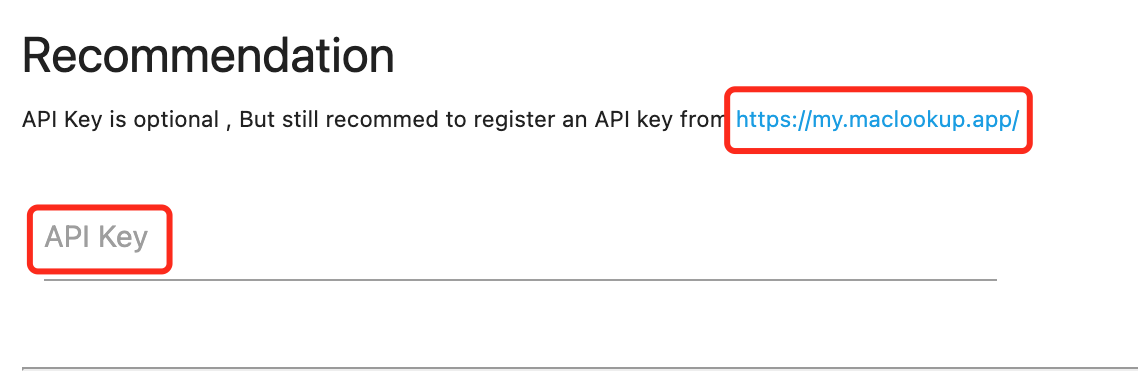 Recommendation
API Key is optional , But still recommed to register an API key from https://my.maclookup.app/
API Key